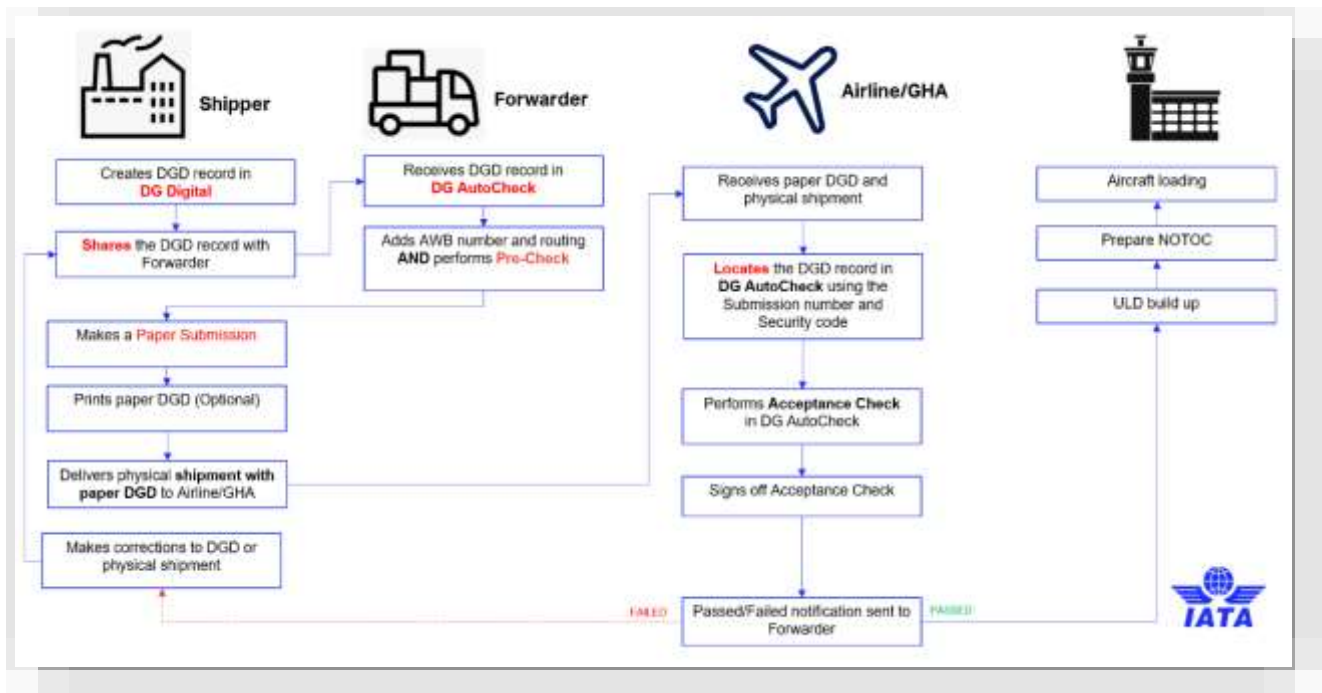 Shipper
Creates DGD record in
DG Digital
Shares the DGD record with
Forwarder
Makes a Paper Submission
Prints paper DGD (Optional)
Delivers physical shipment with
paper DGD to Airline/GHA
Makes corrections to DGD or
physical shipment
Forwarder
Receives DGD record in
DG AutoCheck
Adds AWB number and routing
AND performs Pre-Check
Airline/GHA
Receives paper DGD and
physical shipment
Locates the DGD record in
DG AutoCheck using the
Submission number and
Security code
Performs Acceptance Check
in DG AutoCheck
Signs off Acceptance Check
FAILED
Passed/Failed notification sent to
Forwarder
PASSED
Aircraft loading
Prepare NOTOC
ULD build up
IATA